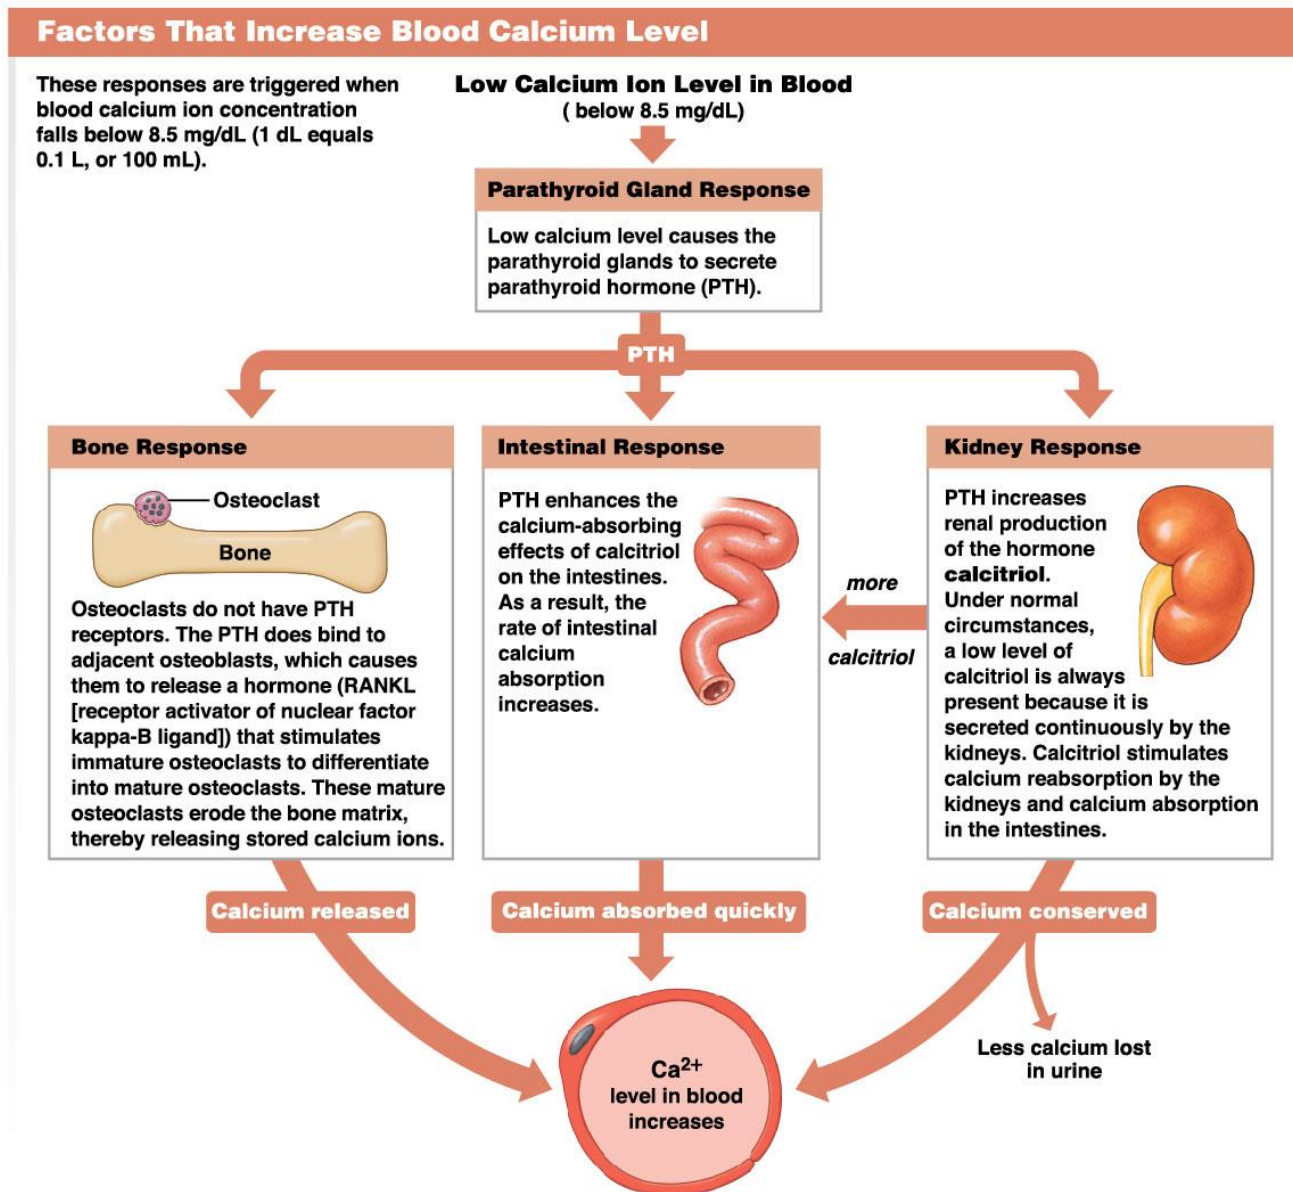 Factors That Increase Blood Calcium Level
These responses are triggered when
blood calcium ion concentration
falls below 8.5 mg/dL (1 dL equals
0.1 L, or 100 mL).
Low Calcium Ion Level in Blood
( below 8.5 mg/dL)
Parathyroid Gland Response
Low calcium level causes the
parathyroid glands to secrete
parathyroid hormone (PTH).
PTH
Bone Response
Osteoclast
Bone
Osteoclasts do not have PTH
receptors. The PTH does bind to
adjacent osteoblasts, which causes
them to release a hormone (RANKL
[receptor activator of nuclear factor
kappa-B ligand]) that stimulates
immature osteoclasts to differentiate
into mature osteoclasts. These mature
osteoclasts erode the bone matrix,
thereby releasing stored calcium ions.
Intestinal Response
PTH enhances the
calcium-absorbing
effects of calcitriol
on the intestines.
As a result, the
rate of intestinal
calcium
absorption
increases.
more
calcitriol
Kidney Response
PTH increases
renal production
of the hormone
calcitriol.
Under normal
circumstances,
a low level of
calcitriol is always
present because it is
secreted continuously by the
kidneys. Calcitriol stimulates
calcium reabsorption by the
kidneys and calcium absorption
in the intestines.
Calcium released
Calcium absorbed quickly
Calcium conserved
Less calcium lost
in urine
Ca²⁺
level in blood
increases